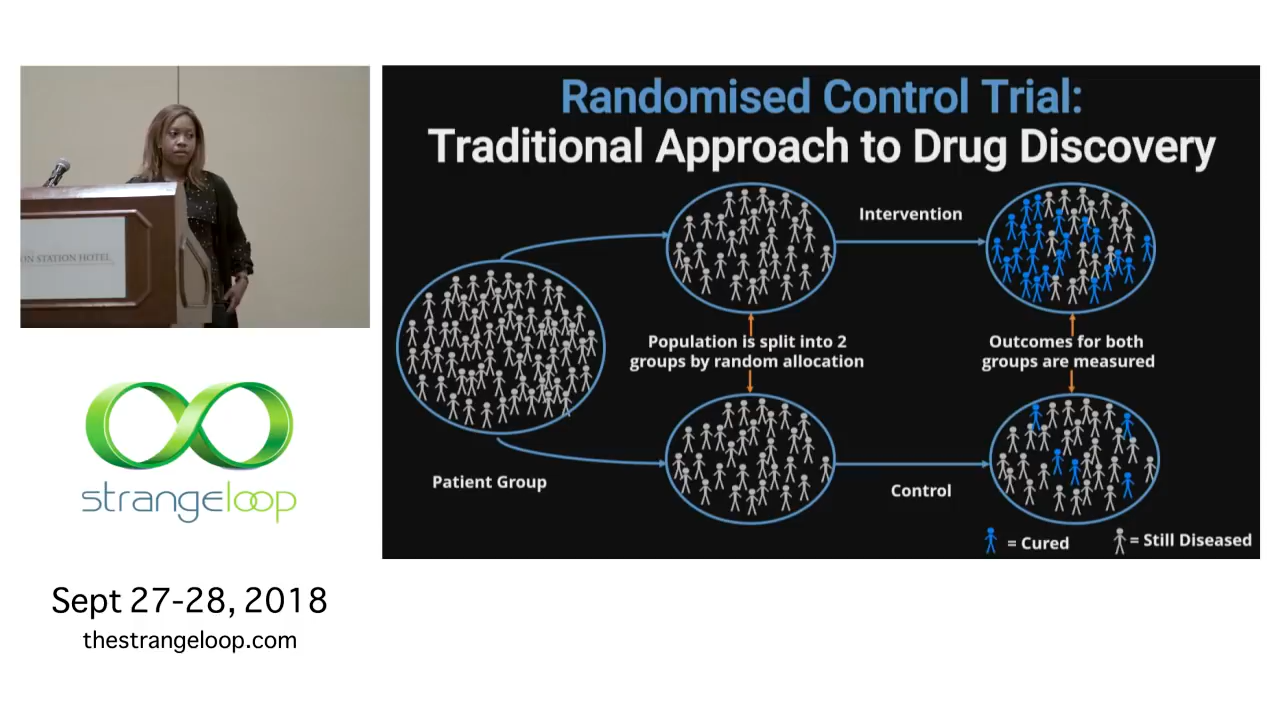 Randomised Control Trial:
Traditional Approach to Drug Discovery
Intervention
Population is split into 2
groups by random allocation
Outcomes for both
groups are measured
Patient Group
Control
= Cured
= Still Diseased
ON STATION HOTEL
strangeloop
Sept 27-28, 2018
thestrangeloop.com